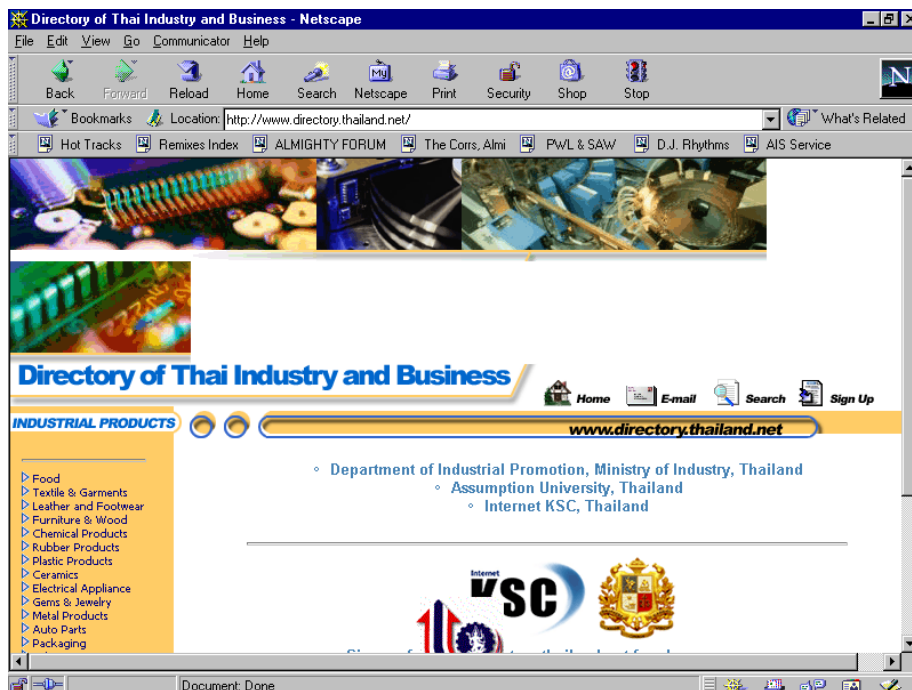 Directory of Thai Industry and Business - Netscape
File Edit View Go Communicator Help
Back Forward Reload Home Search Netscape Print Security Shop Stop
Bookmarks Location: http://www.directory.thailand.net/ What's Related
Hot Tracks Remixes Index ALMIGHTY FORUM The Corrs, Almi PWL & SAW D.J. Rhythms AIS Service
Directory of Thai Industry and Business
Home E-mail Search Sign Up
INDUSTRIAL PRODUCTS
www.directory.thailand.net
Department of Industrial Promotion, Ministry of Industry, Thailand
Assumption University, Thailand
Internet KSC, Thailand
Food
Textile & Garments
Leather and Footwear
Furniture & Wood
Chemical Products
Rubber Products
Plastic Products
Ceramics
Electrical Appliance
Gems & Jewelry
Metal Products
Auto Parts
Packaging
Internet
KSC
Document: Done